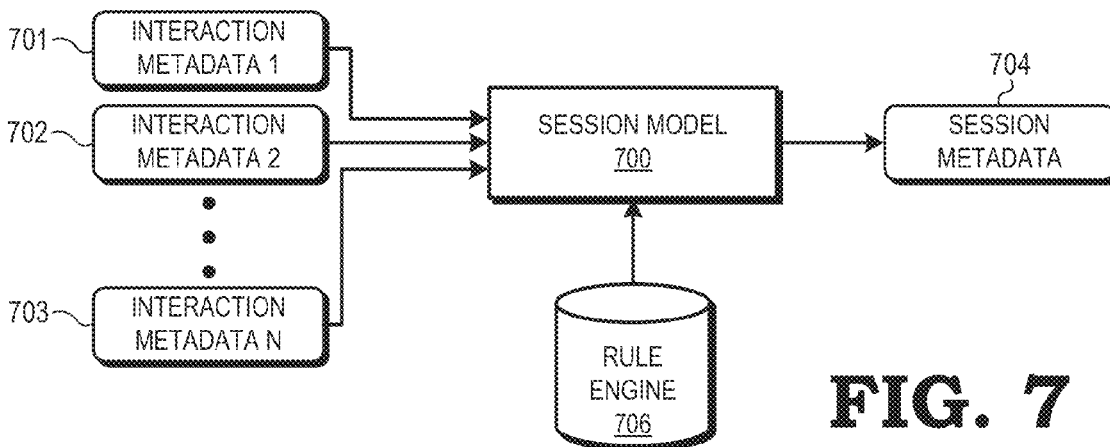 701
INTERACTION
METADATA 1
702
INTERACTION
METADATA 2
703
INTERACTION
METADATA N
SESSION MODEL
700
704
SESSION
METADATA
RULE
ENGINE
706
FIG. 7